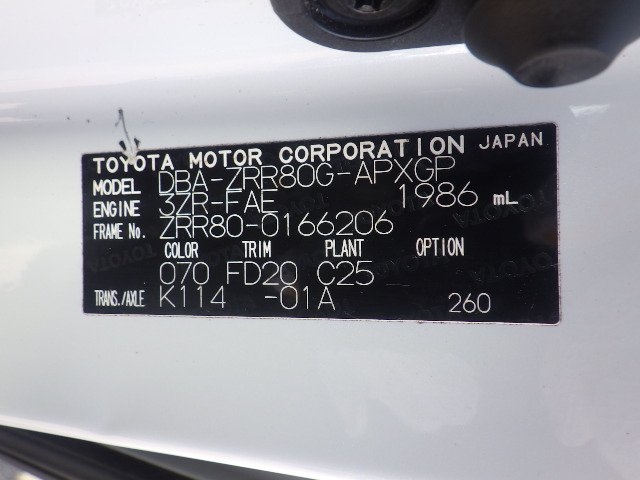 TOYOTA MOTOR CORPORATION JAPAN
MODEL DBA-ZRR80G-APXGP
ENGINE 3ZR-FAE 1986 mL
FRAME No. ZRR80-0166206
COLOR TRIM PLANT OPTION
070 FD20 C25
TRANS./AXLE K114 -01A 260